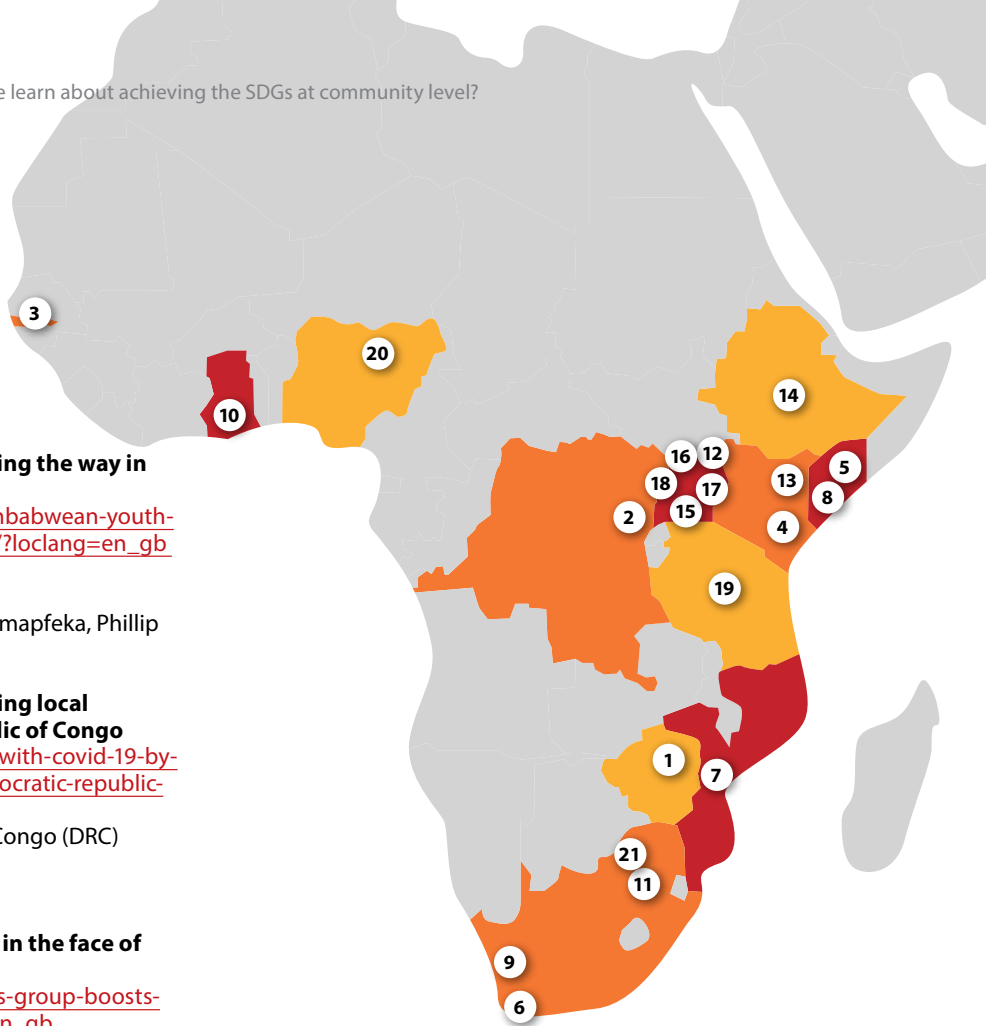 e learn about achieving the SDGs at community level?
3
20
10
14
16
12
18
17
15
2
13
5
8
4
19
1
7
21
11
9
6
ing the way in
nbabwean-youth-
/?loclang=en_gb
mapfeka, Phillip
ing local
lic of Congo
with-covid-19-by-
ocratic-republic-
Congo (DRC)
in the face of
s-group-boosts-
n_gb